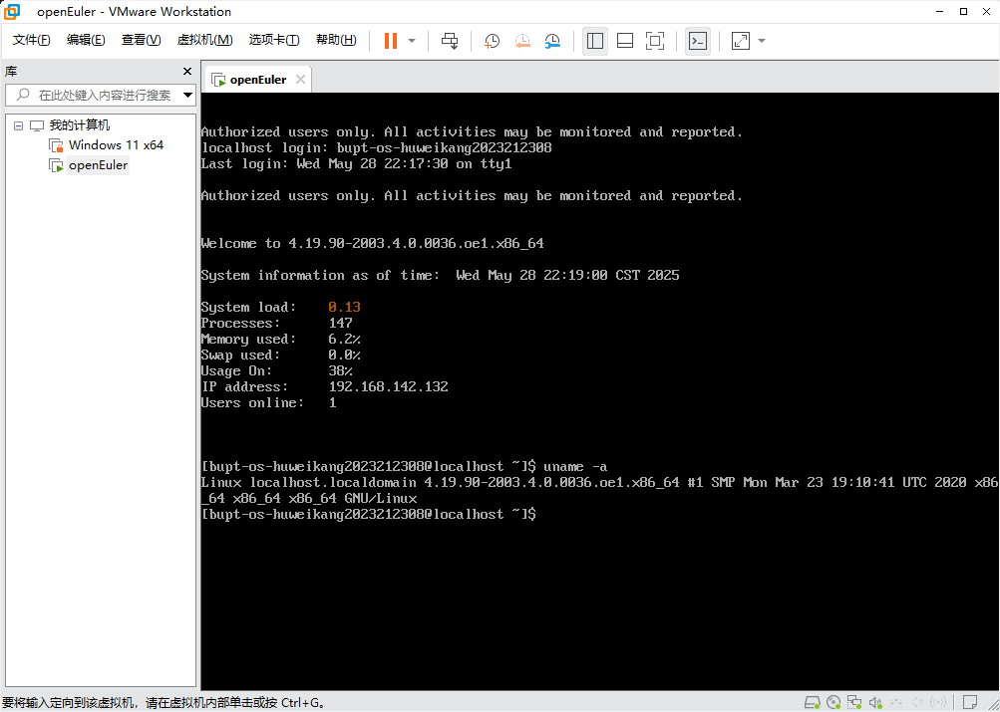 openEuler - VMware Workstation
文件(F) 编辑(E) 查看(V) 虚拟机(M) 选项卡(T) 帮助(H)
库
openEuler
在此处键入内容进行搜索
我的计算机
Windows 11 x64
openEuler
Authorized users only. All activities may be monitored and reported.
localhost login: bupt-os-huweikang2023212308
Last login: Wed May 28 22:17:30 on tty1
Authorized users only. All activities may be monitored and reported.
Welcome to 4.19.90-2003.4.0.0036.oe1.x86_64
System information as of time:  Wed May 28 22:19:00 CST 2025
System load:    0.13
Processes:      147
Memory used:    6.2%
Swap used:      0.0%
Usage On:       38%
IP address:     192.168.142.132
Users online:   1
[bupt-os-huweikang2023212308@localhost ~]$ uname -a
Linux localhost.localdomain 4.19.90-2003.4.0.0036.oe1.x86_64 #1 SMP Mon Mar 23 19:10:41 UTC 2020 x86
_64 x86_64 x86_64 GNU/Linux
[bupt-os-huweikang2023212308@localhost ~]$
要将输入定向到该虚拟机，请在虚拟机内部单击或按 Ctrl+G。